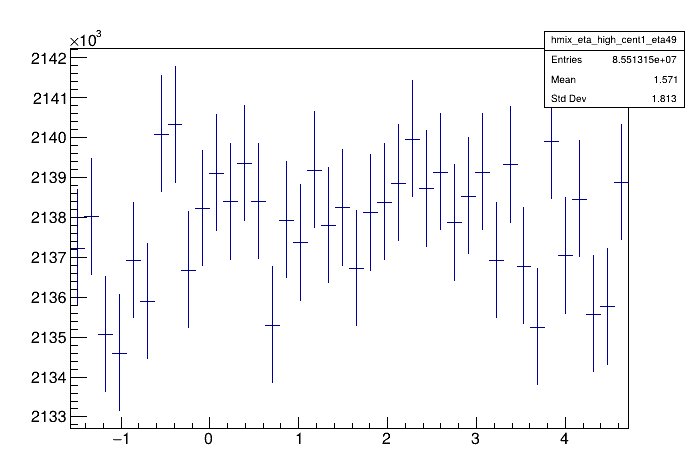 ×10³
hmix_eta_high_cent1_eta49
Entries 8.551315e+07
Mean 1.571
Std Dev 1.813
2142
2141
2140
2139
2138
2137
2136
2135
2134
2133
−1 0 1 2 3 4